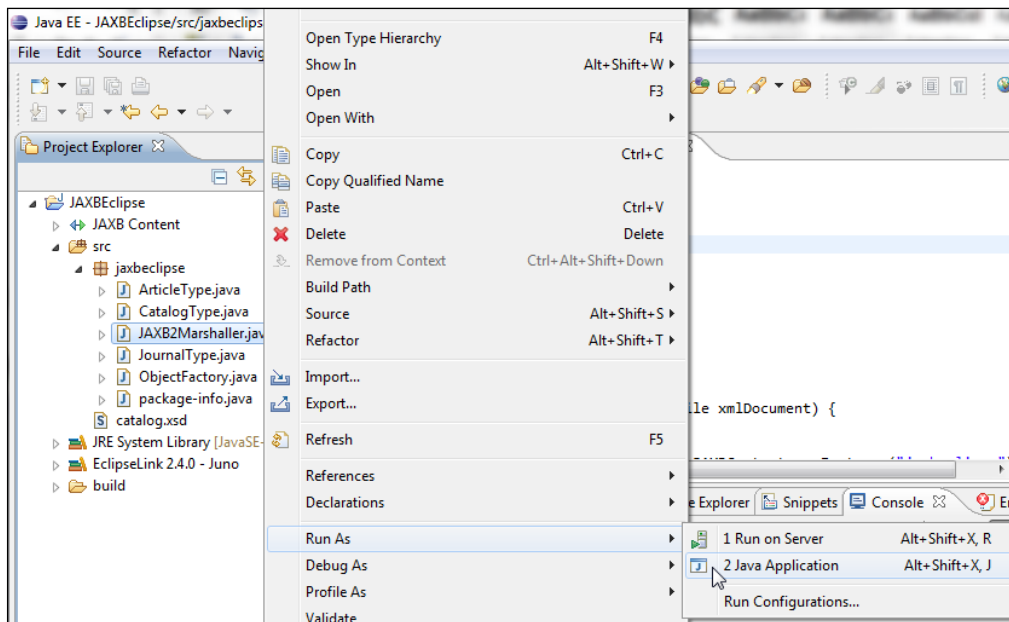 Java EE - JAXBEclipse/src/jaxbeclips
File Edit Source Refactor Navig
Project Explorer
JAXBEclipse
JAXB Content
src
jaxbeclipse
ArticleType.java
CatalogType.java
JAXB2Marshaller.jav
JournalType.java
ObjectFactory.java
package-info.java
catalog.xsd
JRE System Library [JavaSE-
EclipseLink 2.4.0 - Juno
build
Open Type Hierarchy F4
Show In Alt+Shift+W
Open F3
Open With
Copy Ctrl+C
Copy Qualified Name
Paste Ctrl+V
Delete Delete
Remove from Context Ctrl+Alt+Shift+Down
Build Path
Source Alt+Shift+S
Refactor Alt+Shift+T
Import...
Export...
Refresh F5
References
Declarations
Run As
Debug As
Profile As
Validate
ile xmlDocument) {
e Explorer Snippets Console
1 Run on Server Alt+Shift+X, R
2 Java Application Alt+Shift+X, J
Run Configurations...